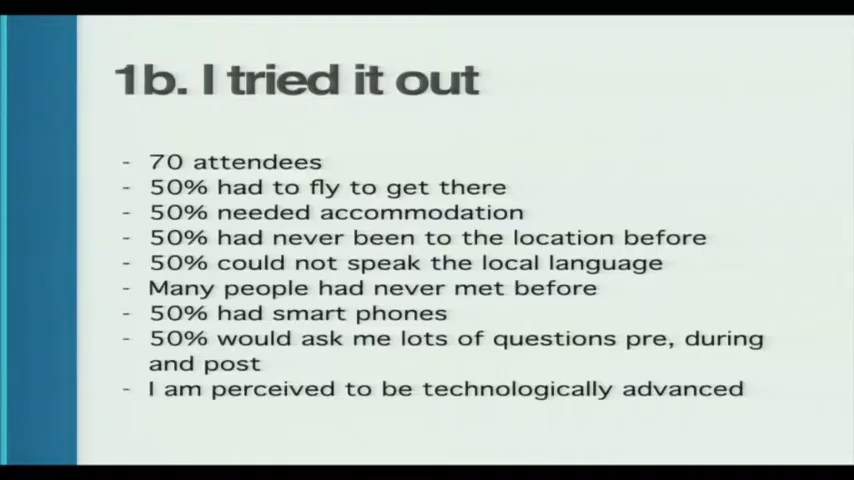 1b. I tried it out
- 70 attendees
- 50% had to fly to get there
- 50% needed accommodation
- 50% had never been to the location before
- 50% could not speak the local language
- Many people had never met before
- 50% had smart phones
- 50% would ask me lots of questions pre, during
and post
- I am perceived to be technologically advanced